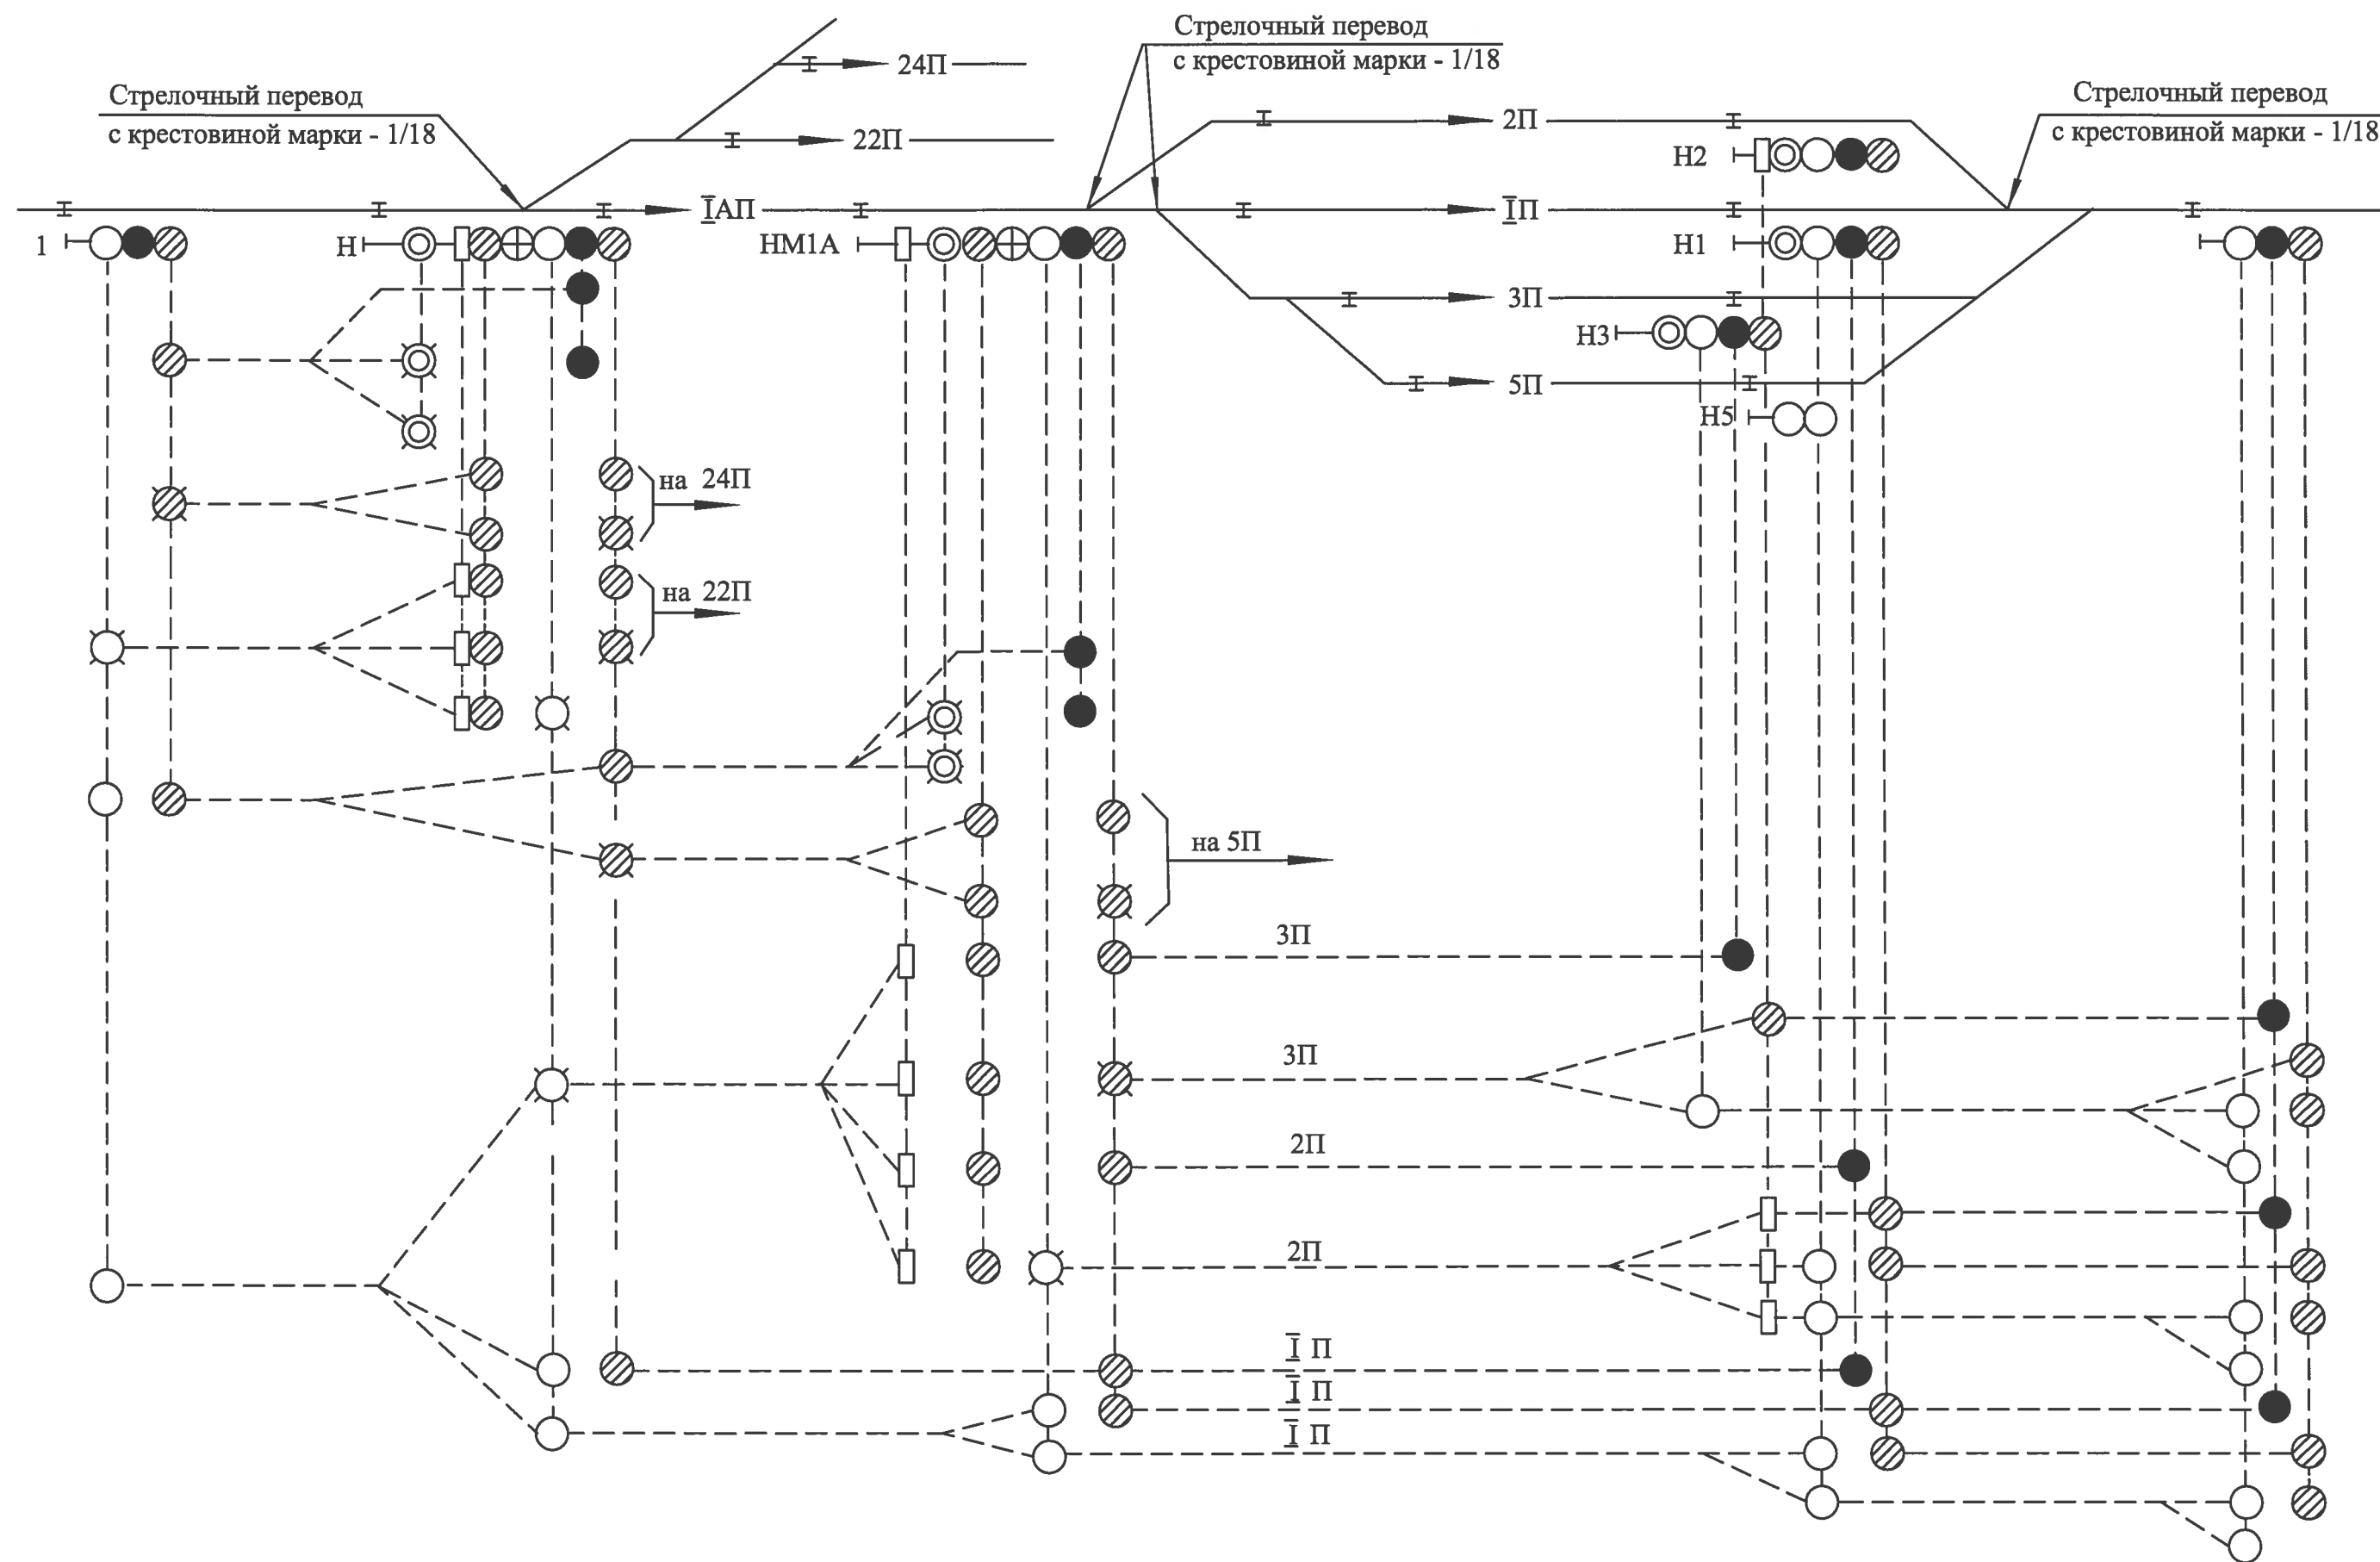 Стрелочный перевод
с крестовиной марки - 1/18
24П
22П
Стрелочный перевод
с крестовиной марки - 1/18
2П
Стрелочный перевод
с крестовиной марки - 1/18
Н2
ĪАП
ĪП
1
Н
НМ1А
Н1
3П
Н3
5П
Н5
на 24П
на 22П
на 5П
3П
3П
2П
2П
Ī П
Ī П
Ī П